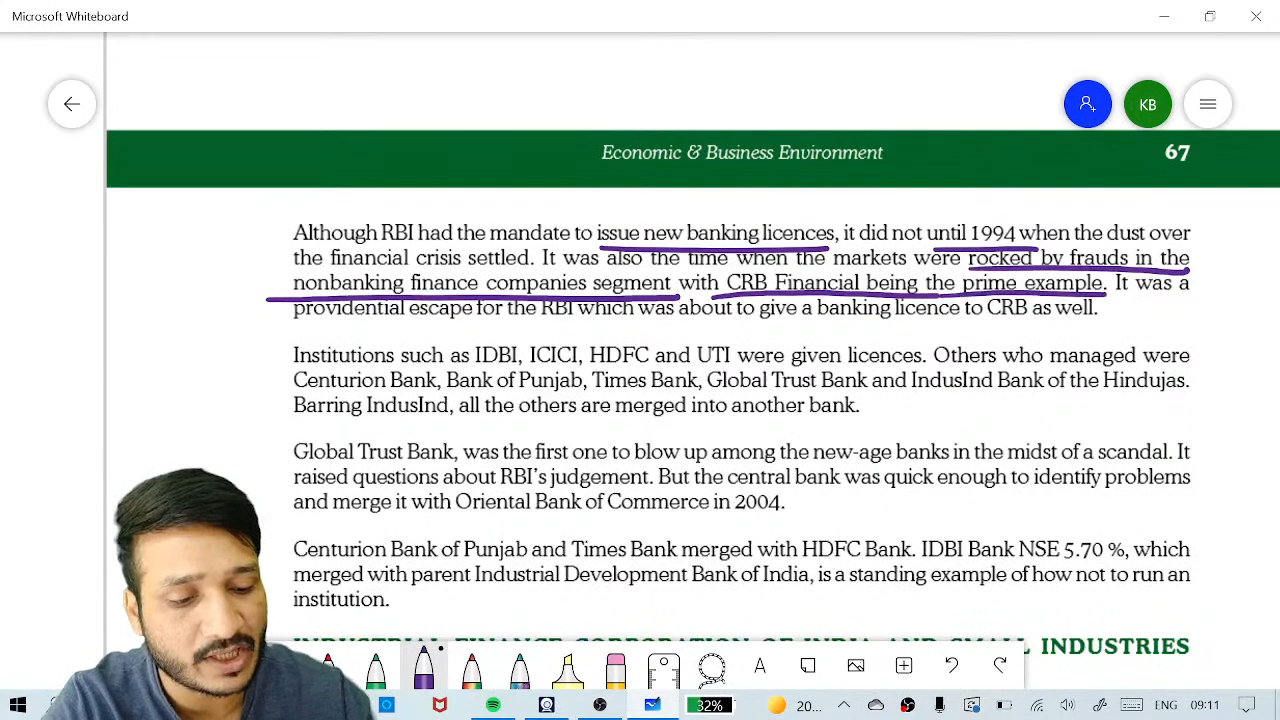 Microsoft Whiteboard
KB
Economic & Business Environment 67
Although RBI had the mandate to issue new banking licences, it did not until 1994 when the dust over
the financial crisis settled. It was also the time when the markets were rocked by frauds in the
nonbanking finance companies segment with CRB Financial being the prime example. It was a
providential escape for the RBI which was about to give a banking licence to CRB as well.
Institutions such as IDBI, ICICI, HDFC and UTI were given licences. Others who managed were
Centurion Bank, Bank of Punjab, Times Bank, Global Trust Bank and IndusInd Bank of the Hindujas.
Barring IndusInd, all the others are merged into another bank.
Global Trust Bank, was the first one to blow up among the new-age banks in the midst of a scandal. It
raised questions about RBI's judgement. But the central bank was quick enough to identify problems
and merge it with Oriental Bank of Commerce in 2004.
Centurion Bank of Punjab and Times Bank merged with HDFC Bank. IDBI Bank NSE 5.70 %, which
merged with parent Industrial Development Bank of India, is a standing example of how not to run an
institution.
INDUSTRIAL FINANCE CORPORATION OF INDIA AND SMALL INDUSTRIES
A
32% 20... ENG 09:11